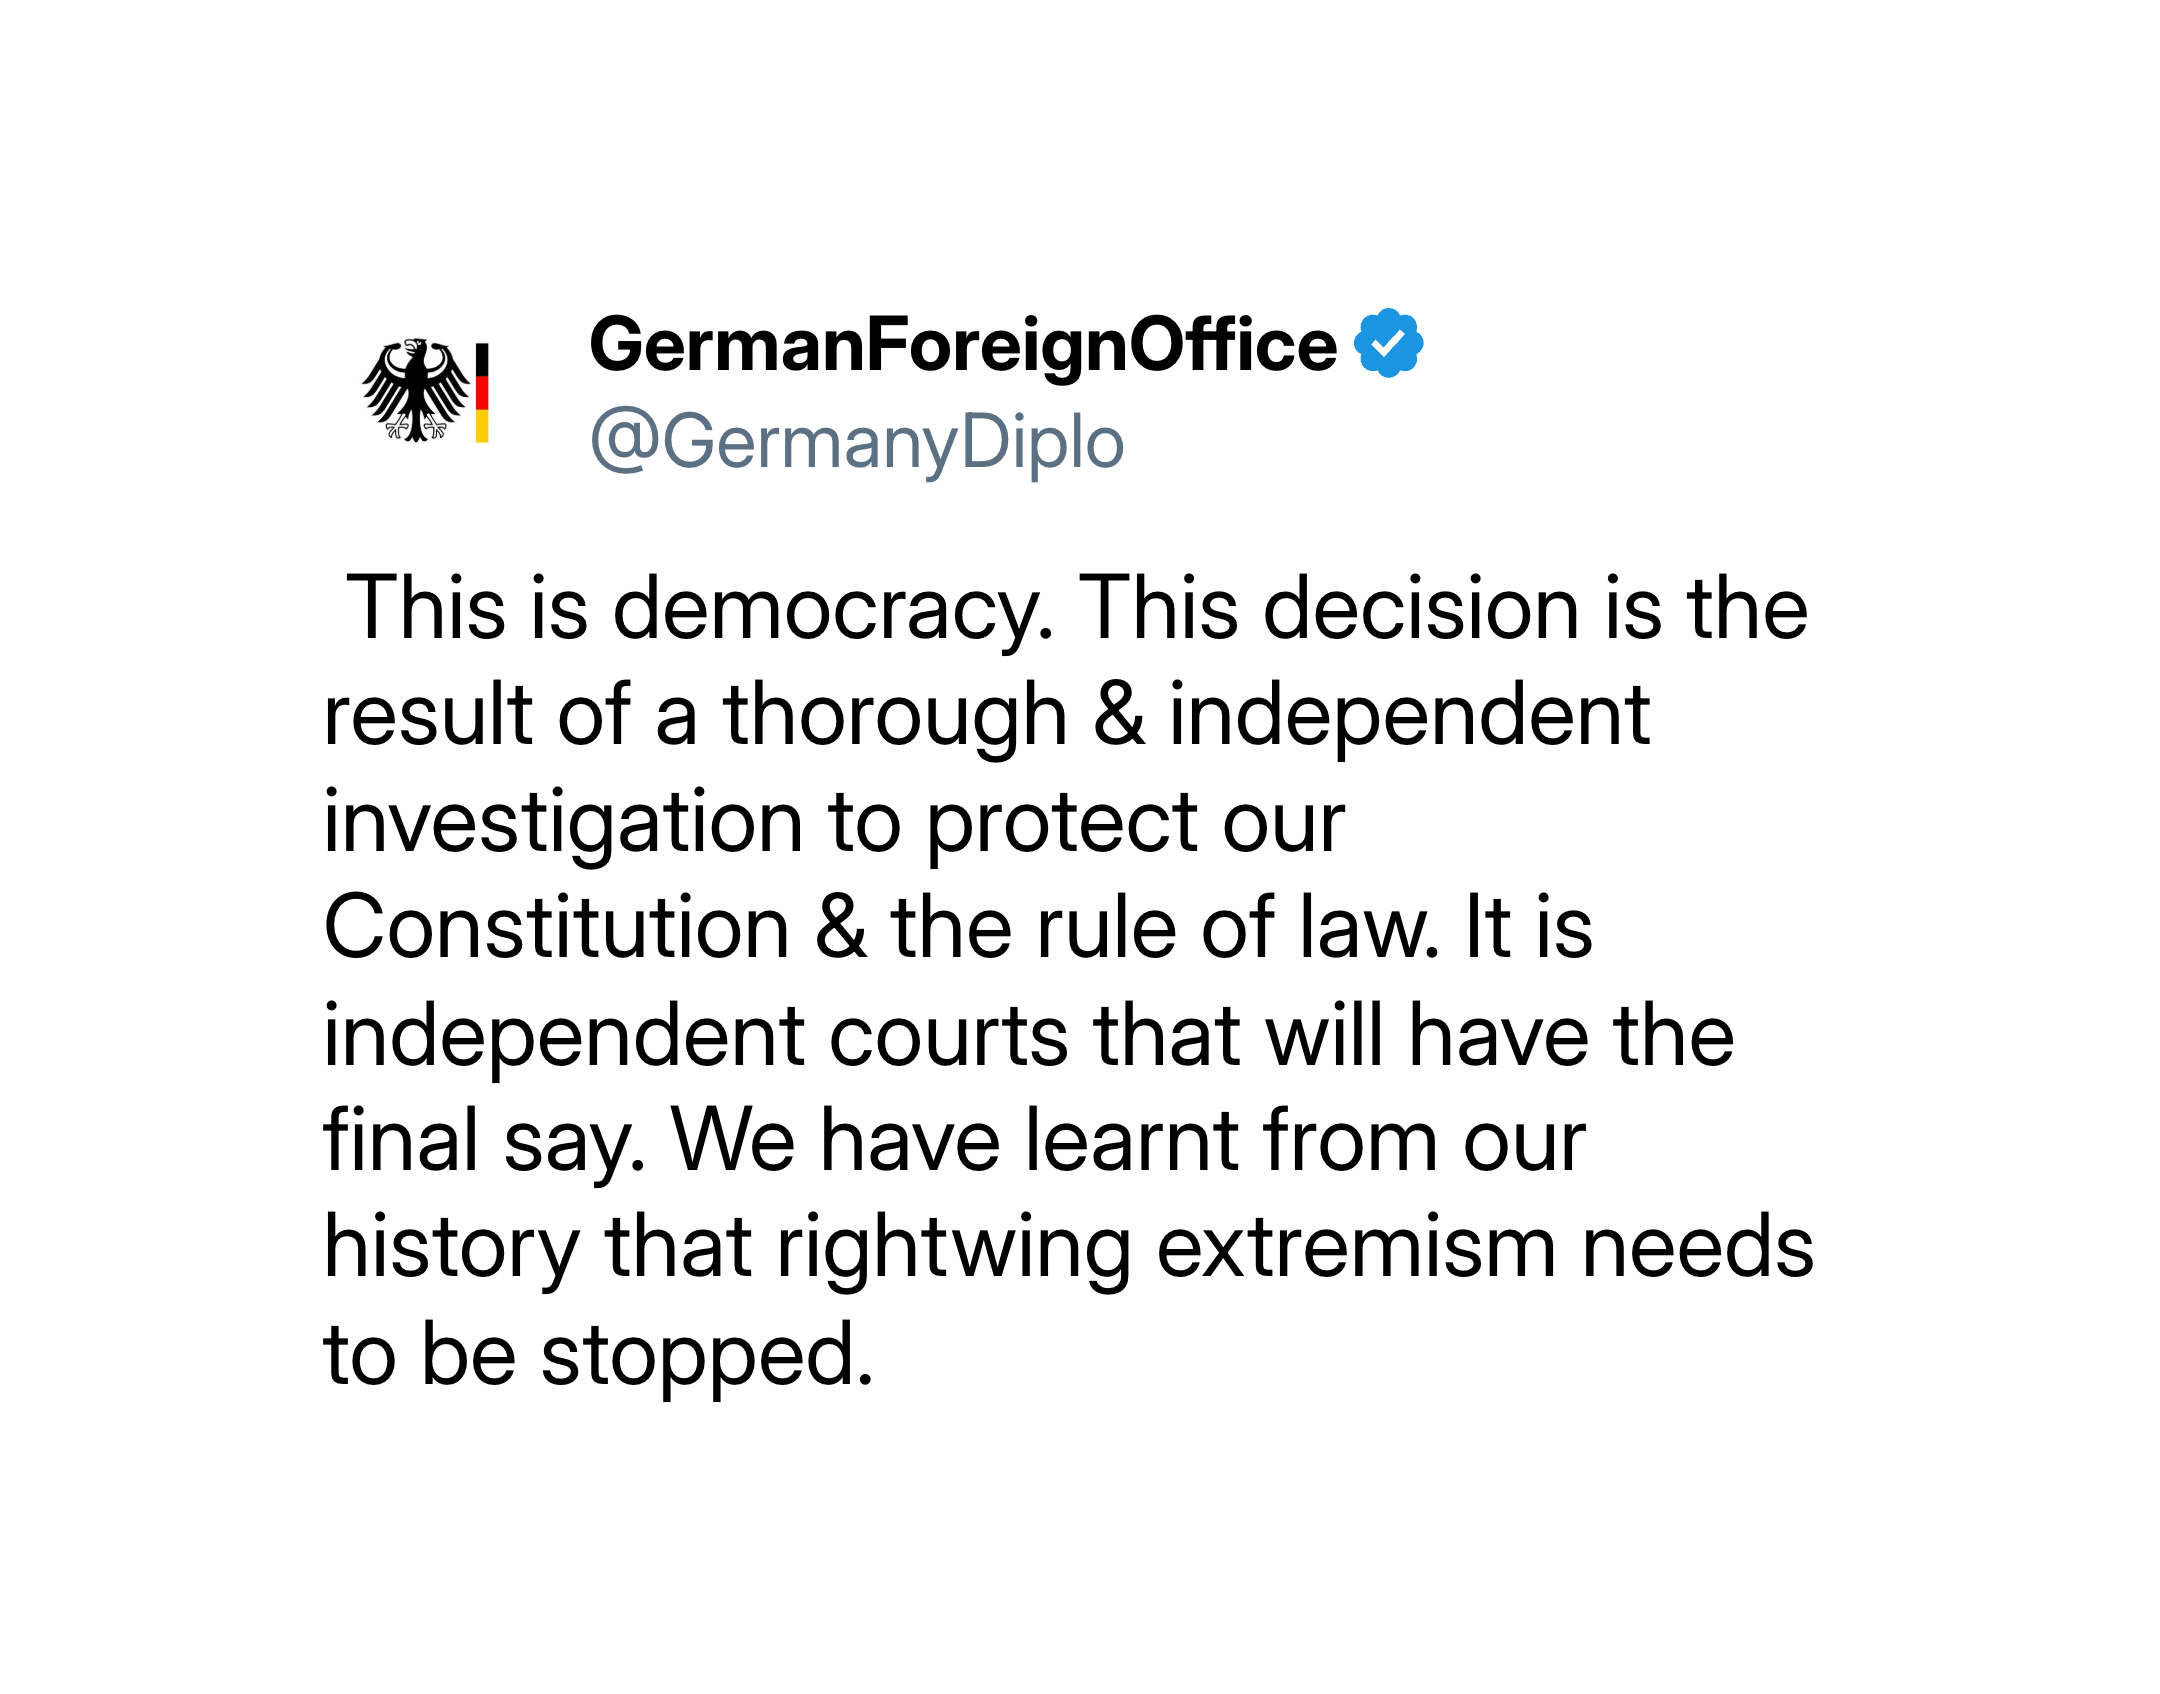 GermanForeignOffice
@GermanyDiplo
This is democracy. This decision is the
result of a thorough & independent
investigation to protect our
Constitution & the rule of law. It is
independent courts that will have the
final say. We have learnt from our
history that rightwing extremism needs
to be stopped.